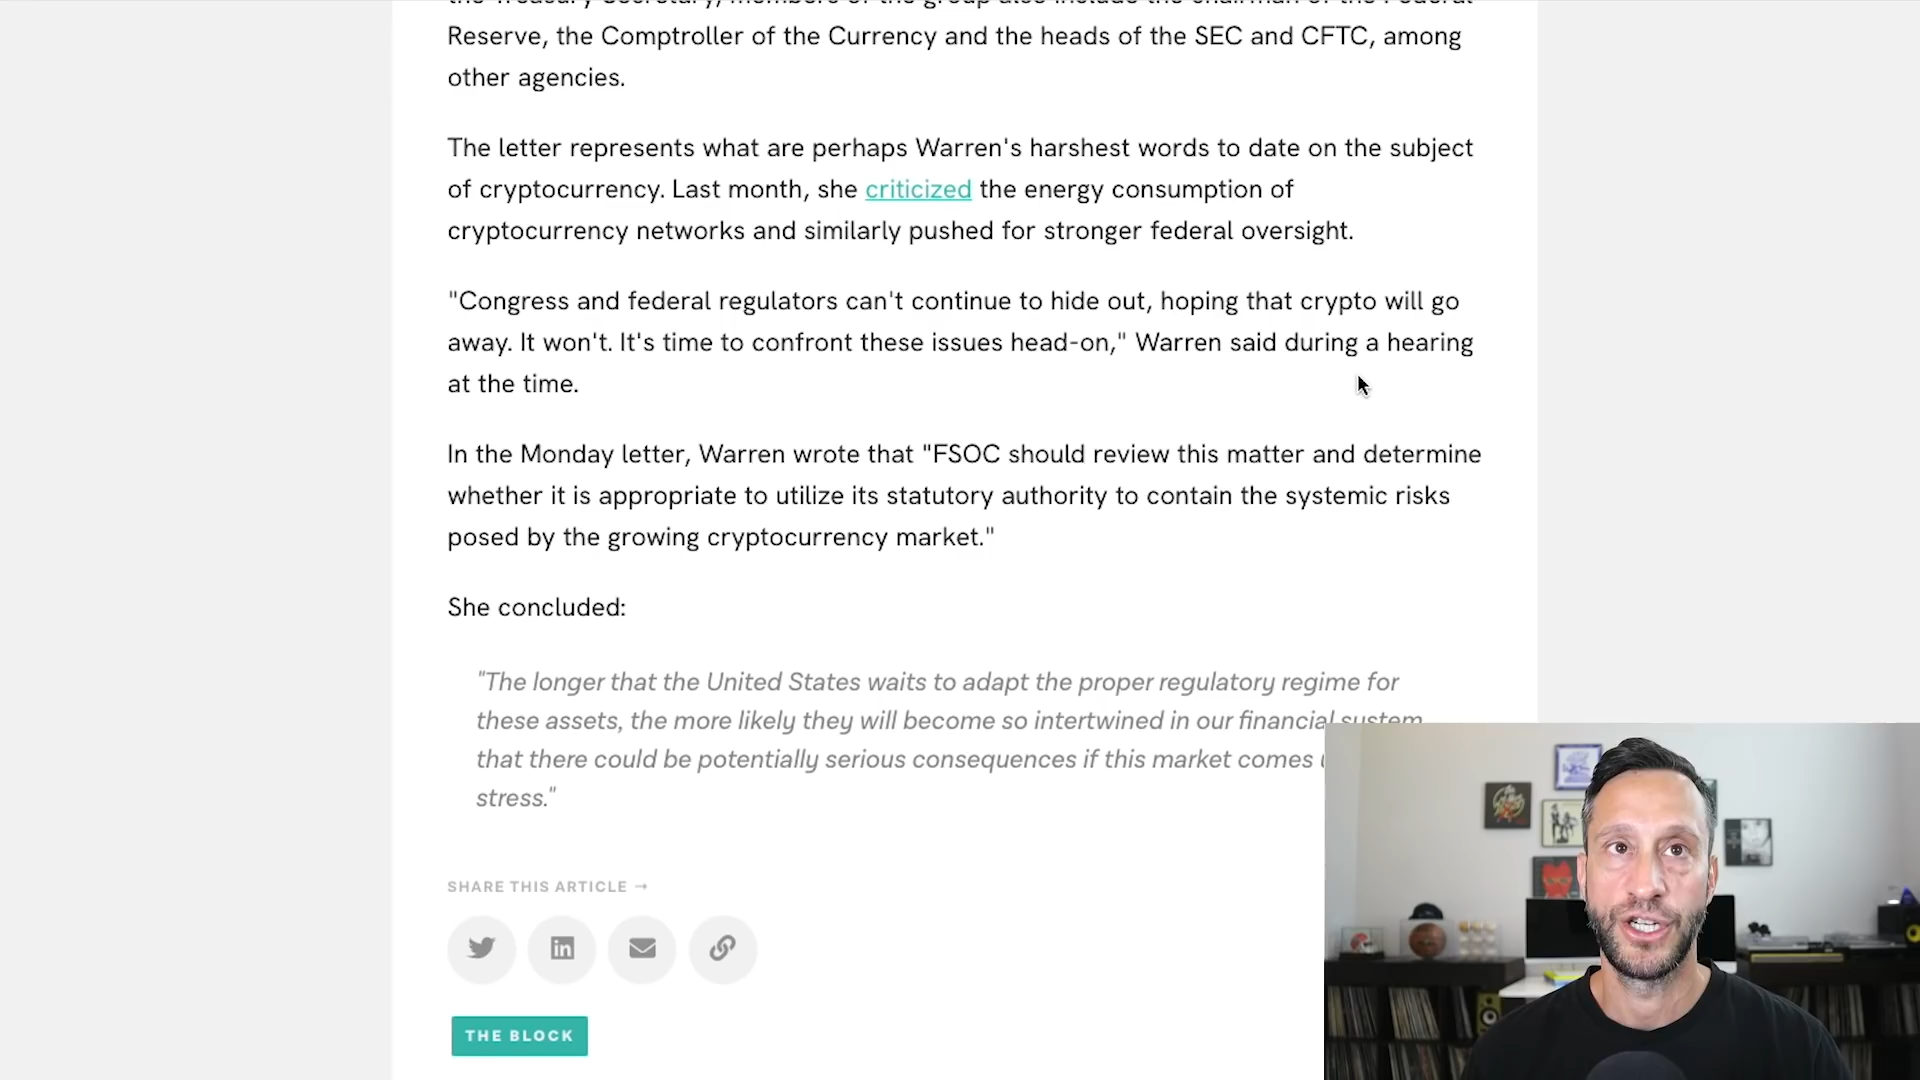 Reserve, the Comptroller of the Currency and the heads of the SEC and CFTC, among
other agencies.
The letter represents what are perhaps Warren's harshest words to date on the subject
of cryptocurrency. Last month, she criticized the energy consumption of
cryptocurrency networks and similarly pushed for stronger federal oversight.
"Congress and federal regulators can't continue to hide out, hoping that crypto will go
away. It won't. It's time to confront these issues head-on," Warren said during a hearing
at the time.
In the Monday letter, Warren wrote that "FSOC should review this matter and determine
whether it is appropriate to utilize its statutory authority to contain the systemic risks
posed by the growing cryptocurrency market."
She concluded:
"The longer that the United States waits to adapt the proper regulatory regime for
these assets, the more likely they will become so intertwined in our financial system
that there could be potentially serious consequences if this market comes
stress."
SHARE THIS ARTICLE →
in
THE BLOCK